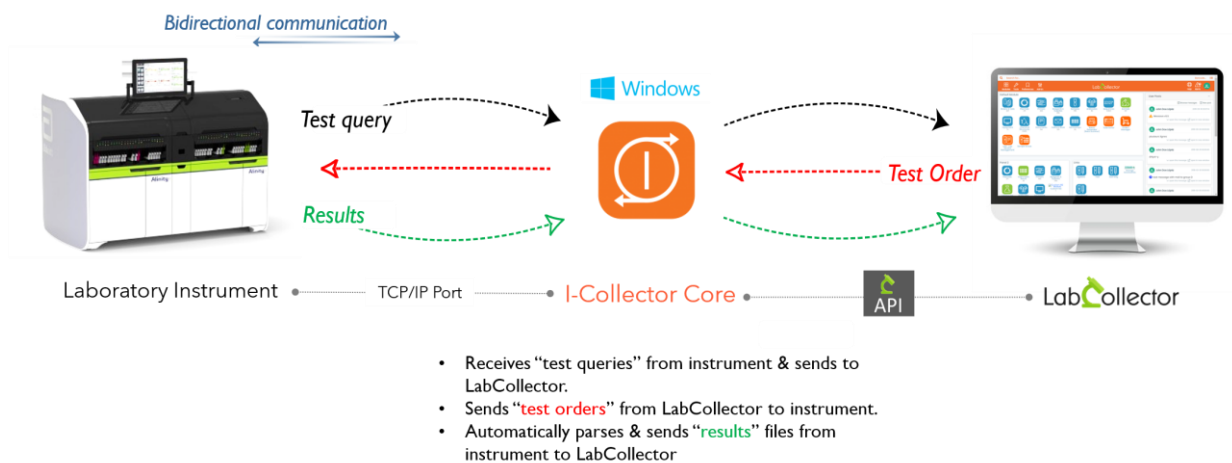 Bidirectional communication
Windows
Test query
Test Order
Results
Laboratory Instrument
TCP/IP Port
I-Collector Core
API
LabCollector
• Receives “test queries” from instrument & sends to
LabCollector.
• Sends “test orders” from LabCollector to instrument.
• Automatically parses & sends “results” files from
instrument to LabCollector